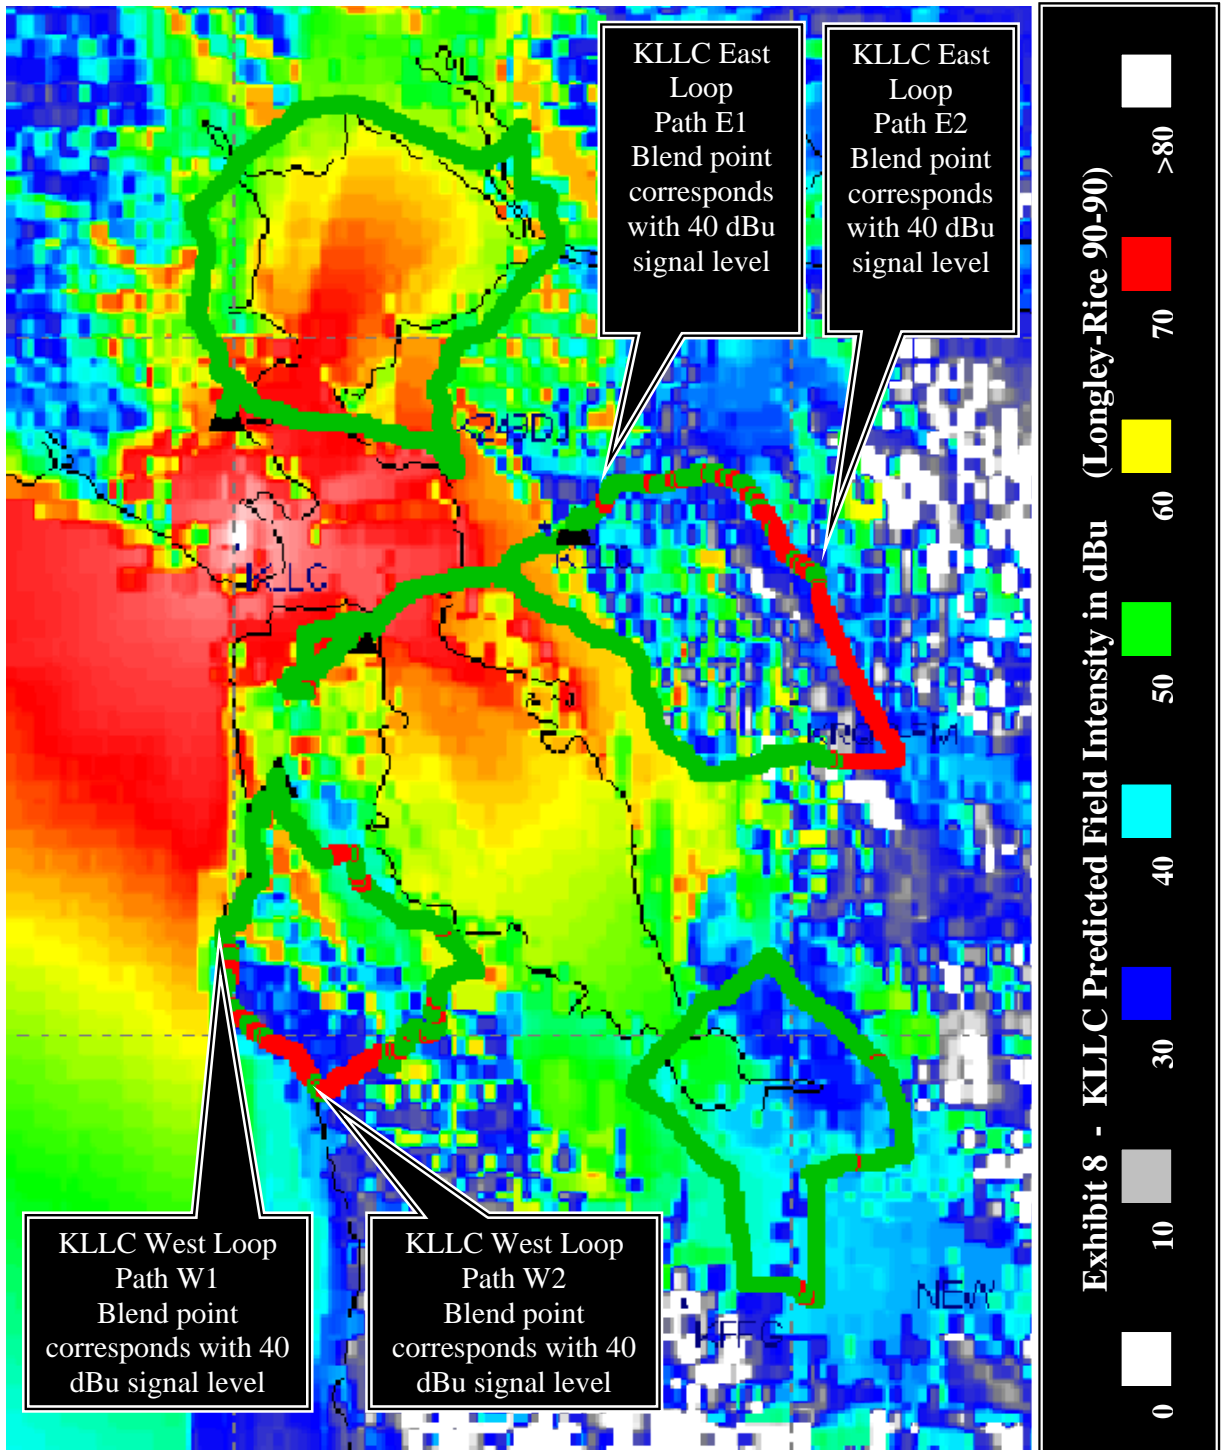 KLLC East
Loop
Path E1
Blend point
corresponds
with 40 dBu
signal level
KLLC East
Loop
Path E2
Blend point
corresponds
with 40 dBu
signal level
KLLC
KLLC West Loop
Path W1
Blend point
corresponds with 40
dBu signal level
KLLC West Loop
Path W2
Blend point
corresponds with 40
dBu signal level
NEW
Exhibit 8 - KLLC Predicted Field Intensity in dBu (Longley-Rice 90-90)
0 10 30 40 50 60 70 >80